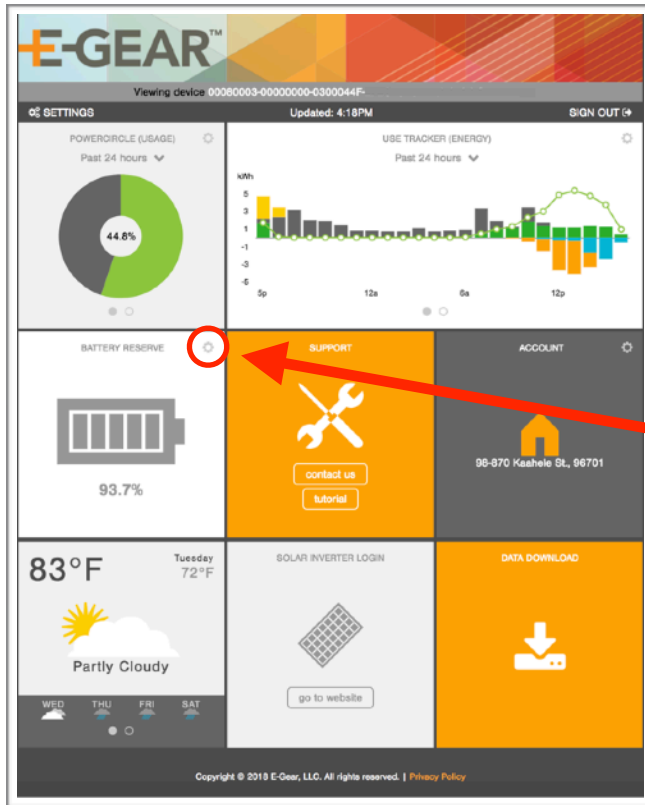 E-GEAR™
Viewing device 00080003-00000000-0300044F-
SETTINGS
Updated: 4:18PM
SIGN OUT
POWERCIRCLE (USAGE)
Past 24 hours
44.8%
USE TRACKER (ENERGY)
Past 24 hours
kWh
5
3
1
-1
-3
-5
5p
12a
6a
12p
BATTERY RESERVE
93.7%
SUPPORT
contact us
tutorial
ACCOUNT
98-870 Kaahele St., 96701
83°F
Tuesday
72°F
Partly Cloudy
WED
THU
FRI
SAT
SOLAR INVERTER LOGIN
go to website
DATA DOWNLOAD
Copyright © 2018 E-Gear, LLC. All rights reserved. | Privacy Policy